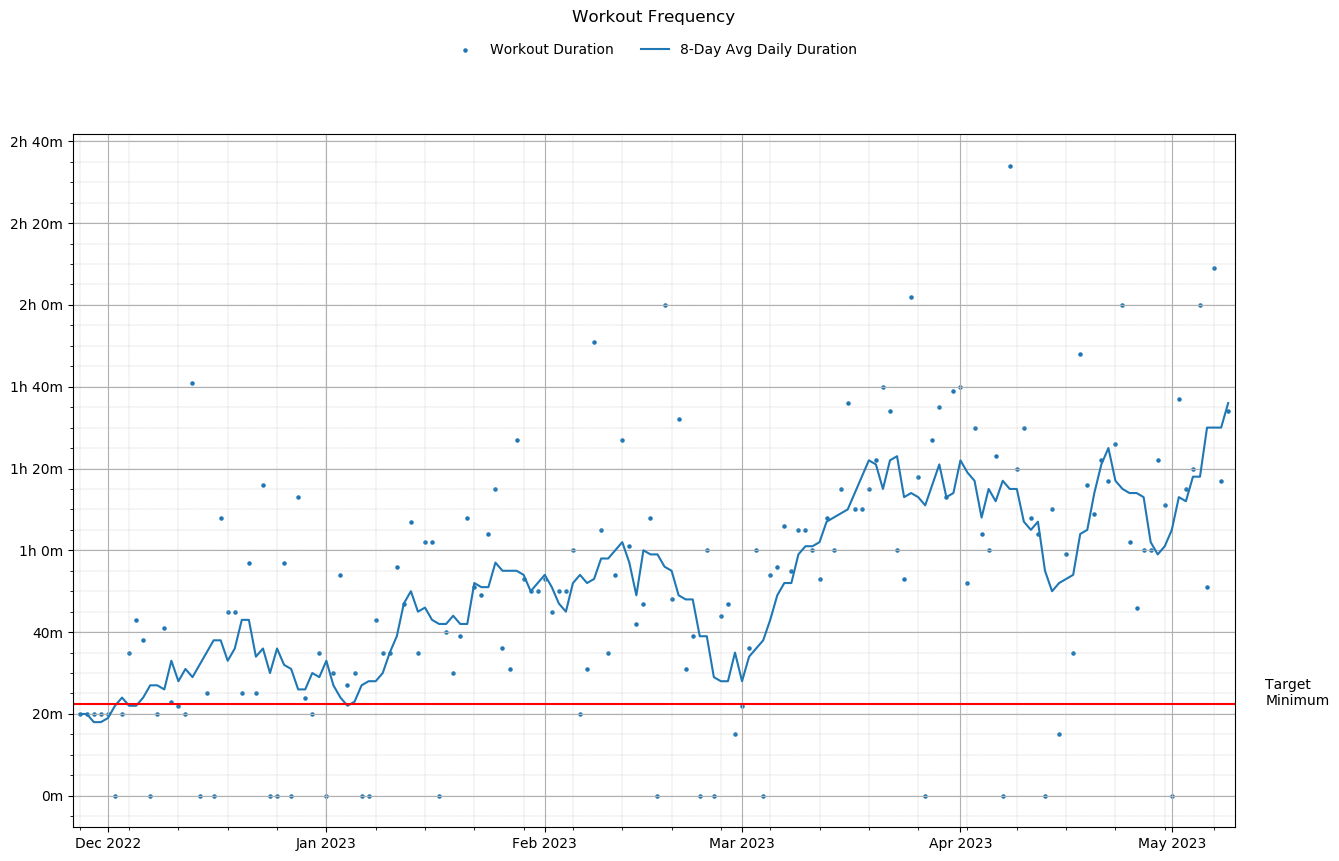 Workout Frequency
Workout Duration
8-Day Avg Daily Duration
2h 40m
2h 20m
2h 0m
1h 40m
1h 20m
1h 0m
40m
20m
0m
Target
Minimum
Dec 2022
Jan 2023
Feb 2023
Mar 2023
Apr 2023
May 2023